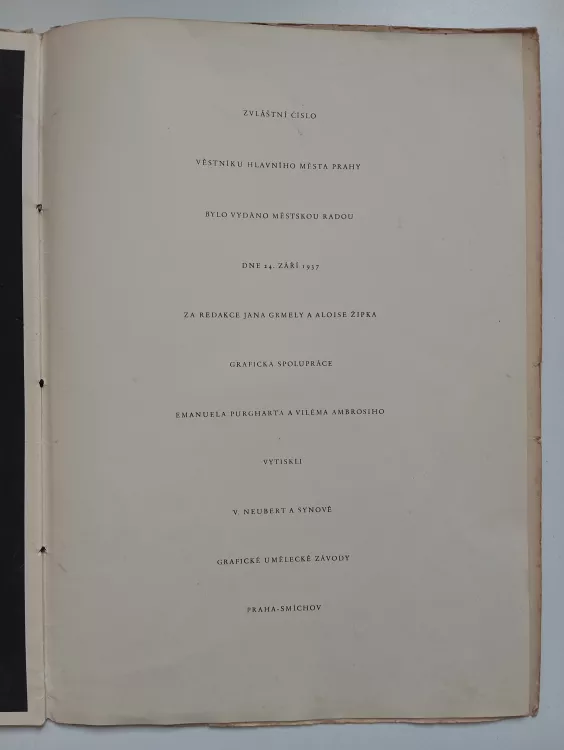 ZVLÁŠTNÍ ČÍSLO
VĚSTNÍKU HLAVNÍHO MĚSTA PRAHY
BYLO VYDÁNO MĚSTSKOU RADOU
DNE 24. ZÁŘÍ 1937
ZA REDAKCE JANA GRMELY A ALOISE ŽIPKA
GRAFICKÁ SPOLUPRÁCE
EMANUELA PURGHARTA A VILÉMA AMBROSIHO
VYTISKLI
V. NEUBERT A SYNOVÉ
GRAFICKÉ UMĚLECKÉ ZÁVODY
PRAHA-SMÍCHOV